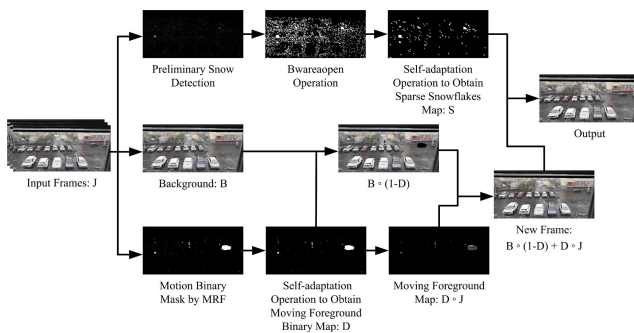 Preliminary Snow
Detection
Bwareaopen
Operation
Self-adaptation
Operation to Obtain
Sparse Snowflakes
Map: S
Output
Input Frames: J
Background: B
B ∘ (1-D)
New Frame:
B ∘ (1-D) + D ∘ J
Motion Binary
Mask by MRF
Self-adaptation
Operation to Obtain
Moving Foreground
Binary Map: D
Moving Foreground
Map: D ∘ J